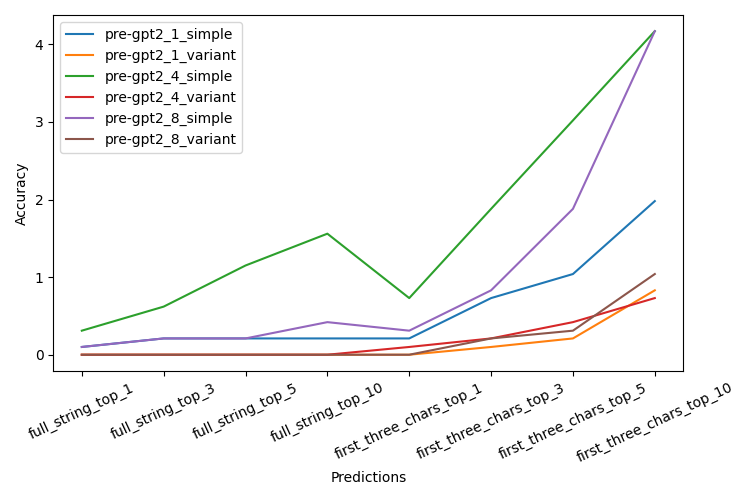 pre-gpt2_1_simple
pre-gpt2_1_variant
pre-gpt2_4_simple
pre-gpt2_4_variant
pre-gpt2_8_simple
pre-gpt2_8_variant
4
3
2
1
0
Accuracy
full_string_top_1
full_string_top_3
full_string_top_5
full_string_top_10
first_three_chars_top_1
first_three_chars_top_3
first_three_chars_top_5
first_three_chars_top_10
Predictions